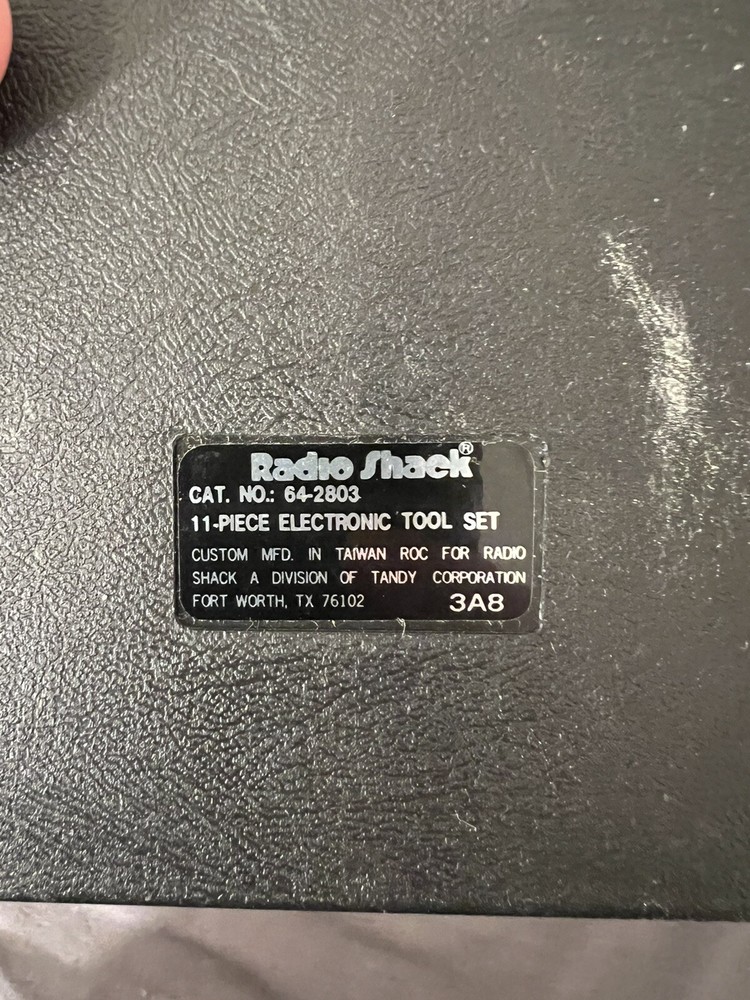 Radio Shack®
CAT. NO.: 64-2803
11-PIECE ELECTRONIC TOOL SET
CUSTOM MFD. IN TAIWAN ROC FOR RADIO
SHACK A DIVISION OF TANDY CORPORATION
FORT WORTH, TX 76102 3A8